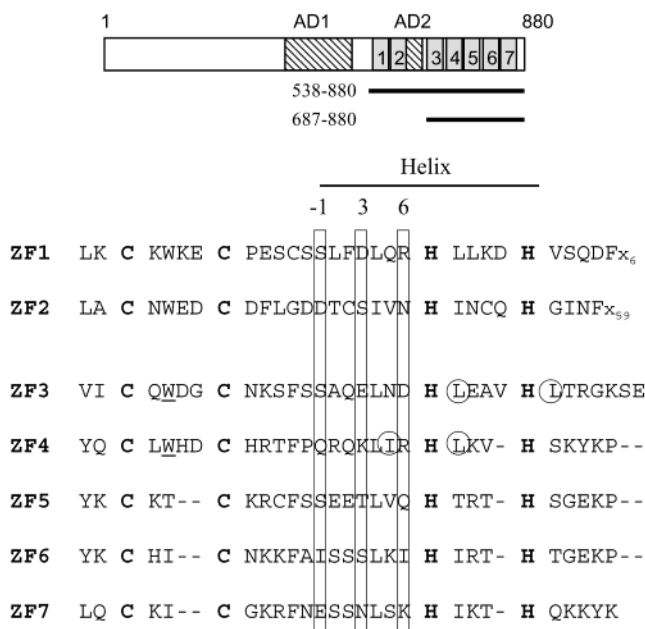 1 AD1 AD2 880
1 2 3 4 5 6 7
538-880
687-880
Helix
-1 3 6
ZF1 LK C KWKE C PESCSSLFDLQR H LLKD H VSQDFx6
ZF2 LA C NWED C DFLGDDTCSIVN H INCQ H GINFx59
ZF3 VI C QWDG C NKSFSSAQELND H LEAV H LTRGKSE
ZF4 YQ C LWHD C HRTFPQRQKLIR H LKV- H SKYKP--
ZF5 YK C KT-- C KRCFSSEETLVQ H TRT- H SGEKP--
ZF6 YK C HI-- C NKKFAISSSLKI H IRT- H TGEKP--
ZF7 LQ C KI-- C GKRFNESSNLSK H IKT- H QKKYK